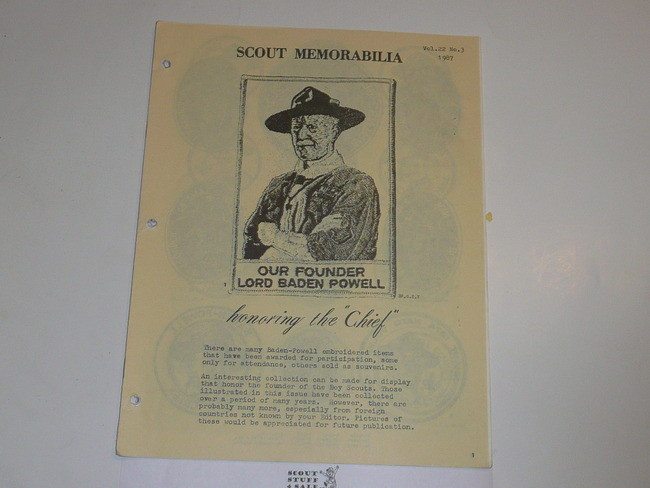 SCOUT MEMORABILIA
Vol.22 No.3
1987
OUR FOUNDER
LORD BADEN POWELL
honoring the "Chief"
There are many Baden-Powell embroidered items
that have been awarded for participation, some
only for attendance, others sold as souvenirs.
An interesting collection can be made for display
that honor the founder of the Boy Scouts. Those
illustrated in this issue have been collected
over a period of many years. However, there are
probably many more, especially from foreign
countries not known by your Editor. Pictures of
these would be appreciated for future publication.
1
SCOUT
STUFF
4 SALE